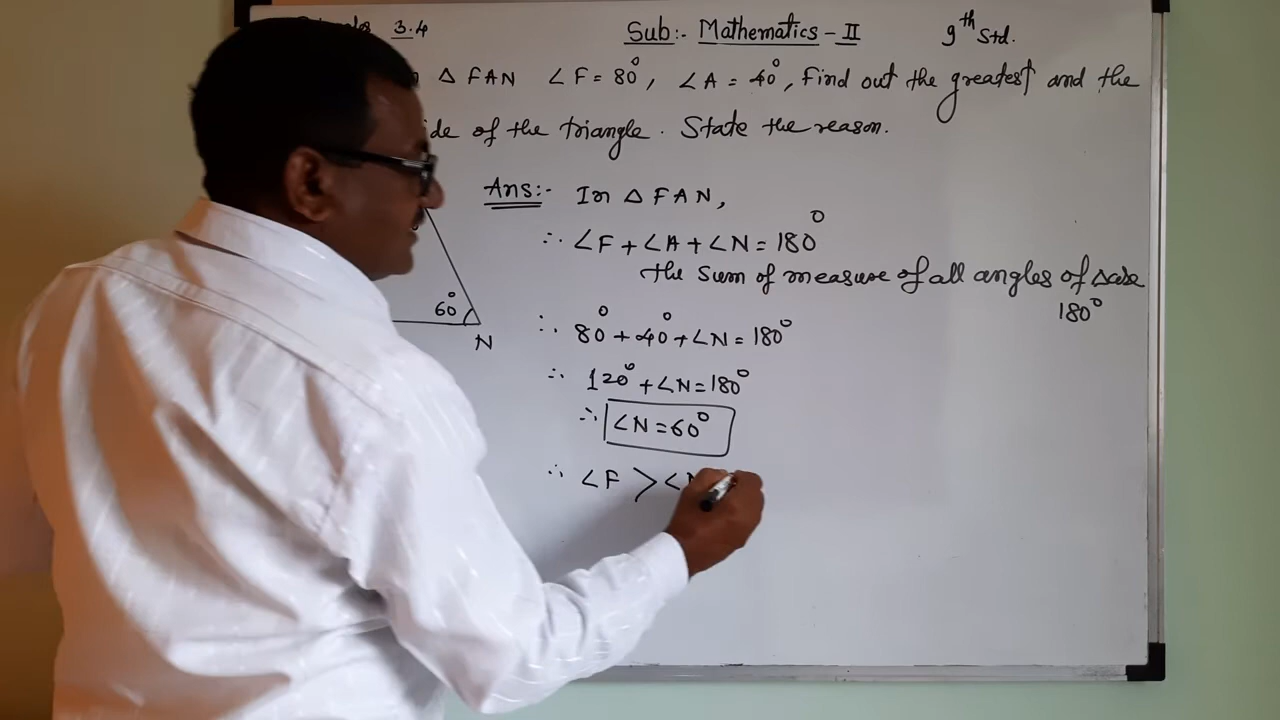 3.4 Sub:- Mathematics - II 9th Std.
△ FAN ∠F = 80°, ∠A = 40°, Find out the greatest and the
of the triangle. State the reason.
Ans:- In △ FAN,
∴ ∠F + ∠A + ∠N = 180°
the sum of measure of all angles of △ are
180°
∴ 80° + 40° + ∠N = 180°
∴ 120° + ∠N = 180°
∴ ∠N = 60°
∴ ∠F > ∠N
60°
N